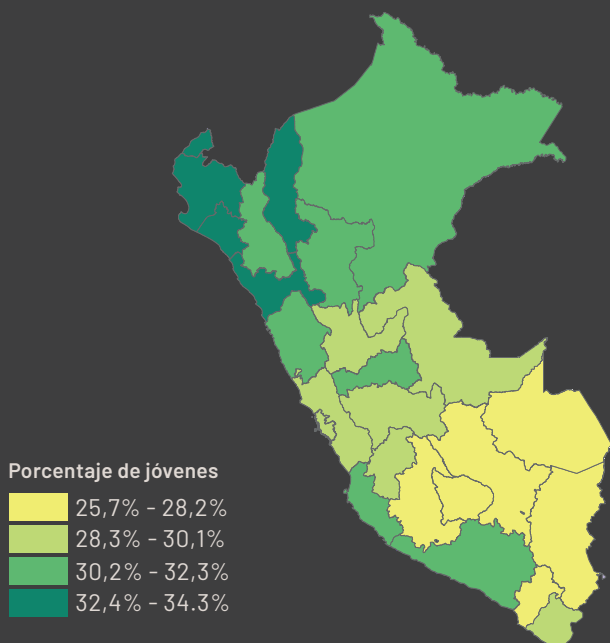 Porcentaje de jóvenes
25,7% - 28,2%
28,3% - 30,1%
30,2% - 32,3%
32,4% - 34.3%